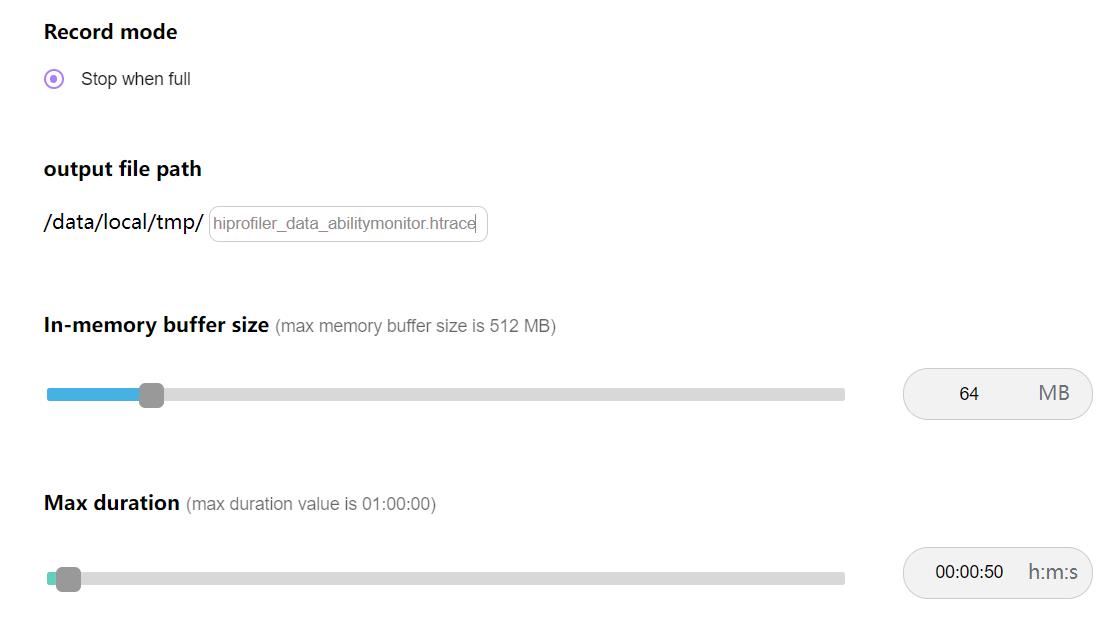 Record mode
Stop when full
output file path
/data/local/tmp/ hiprofiler_data_abilitymonitor.htrace
In-memory buffer size (max memory buffer size is 512 MB)
64 MB
Max duration (max duration value is 01:00:00)
00:00:50 h:m:s